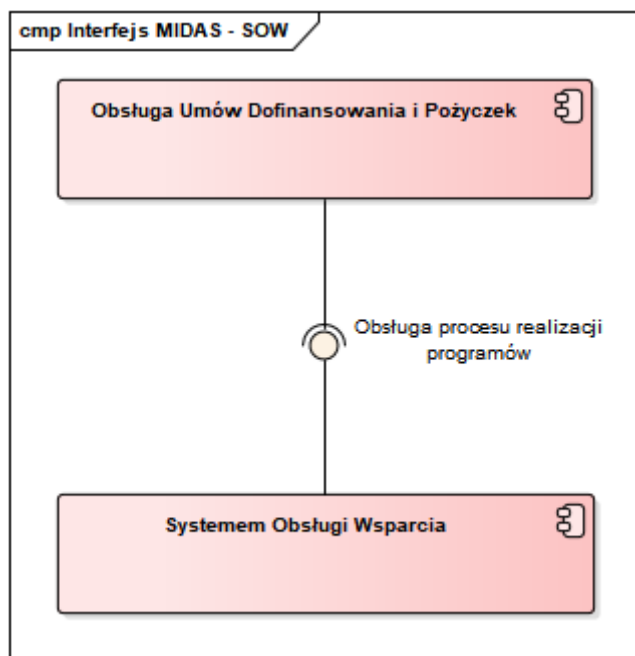 cmp Interfejs MIDAS - SOW
Obsługa Umów Dofinansowania i Pożyczek
Obsługa procesu realizacji
programów
Systemem Obsługi Wsparcia